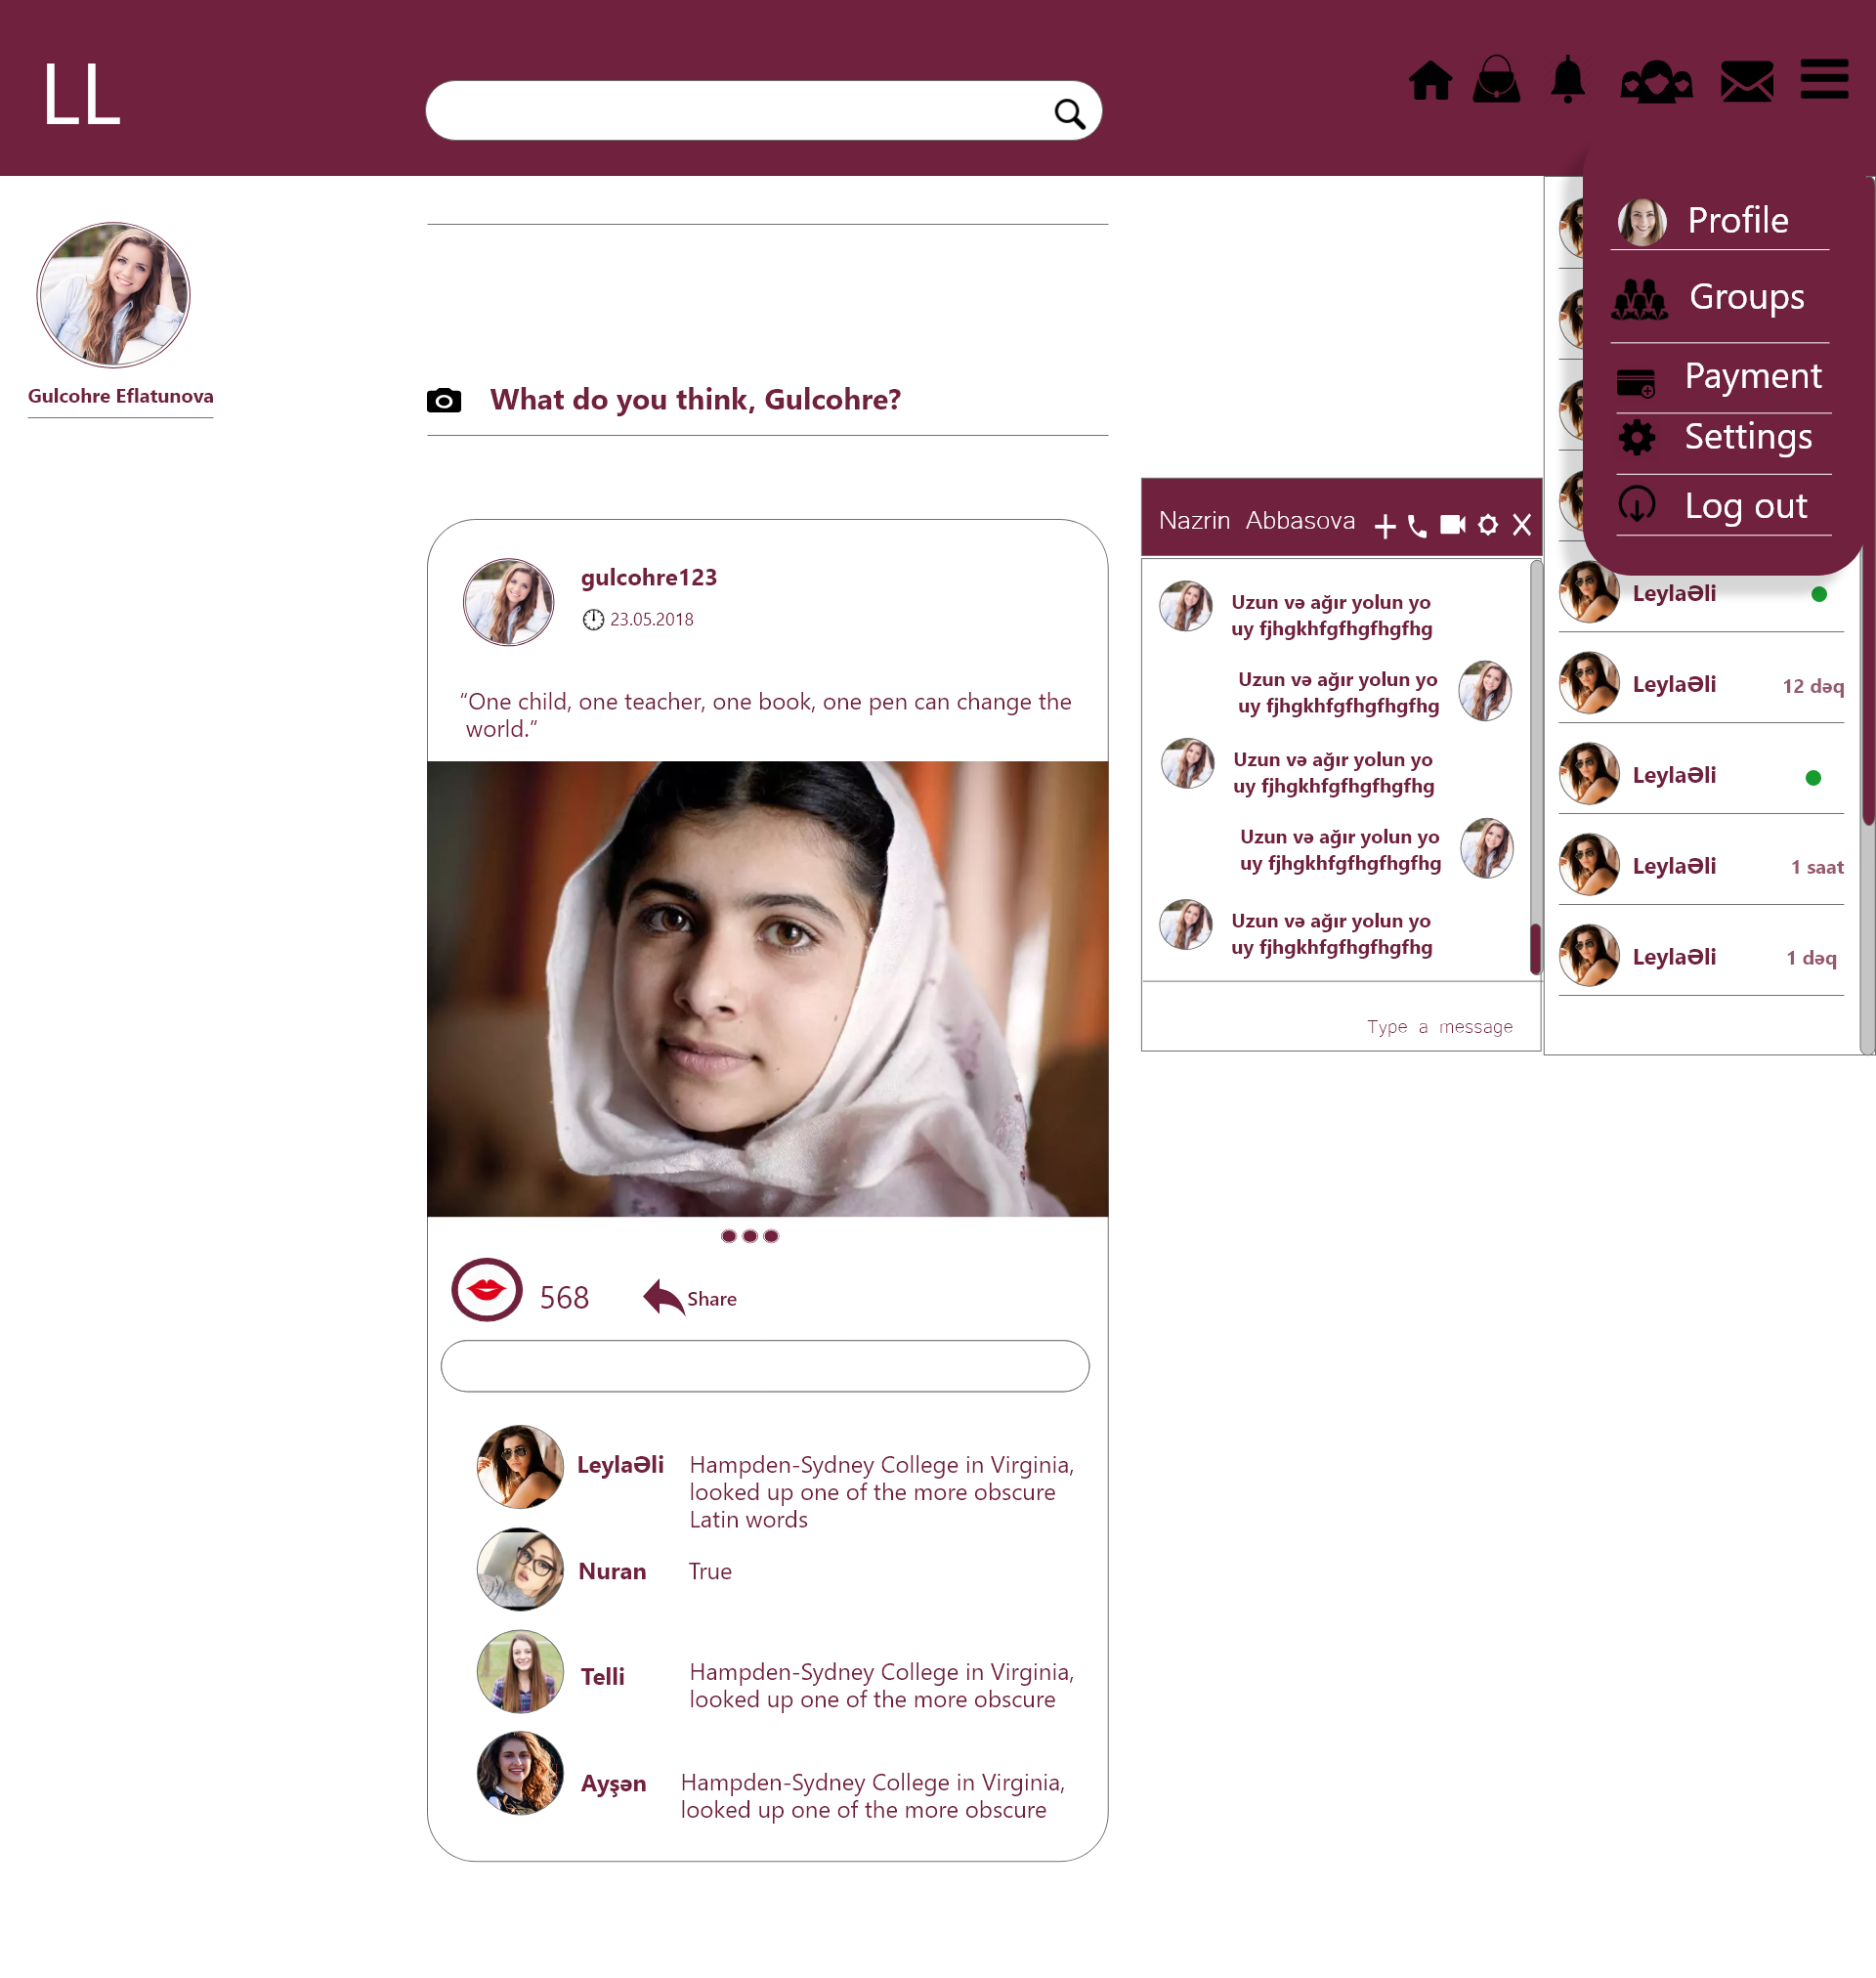 LL
Profile
Groups
Payment
Settings
Log out
Gulcohre Eflatunova
What do you think, Gulcohre?
gulcohre123
23.05.2018
“One child, one teacher, one book, one pen can change the
world.“
568
Share
LeylaƏli
Hampden-Sydney College in Virginia,
looked up one of the more obscure
Latin words
Nuran
True
Telli
Hampden-Sydney College in Virginia,
looked up one of the more obscure
Ayşən
Hampden-Sydney College in Virginia,
looked up one of the more obscure
Nazrin Abbasova
Uzun və ağır yolun yo
uy fjhgkhfgfhgfhgfhg
Uzun və ağır yolun yo
uy fjhgkhfgfhgfhgfhg
Uzun və ağır yolun yo
uy fjhgkhfgfhgfhgfhg
Uzun və ağır yolun yo
uy fjhgkhfgfhgfhgfhg
Uzun və ağır yolun yo
uy fjhgkhfgfhgfhgfhg
Type a message
LeylaƏli
LeylaƏli 12 dəq
LeylaƏli
LeylaƏli 1 saat
LeylaƏli 1 dəq